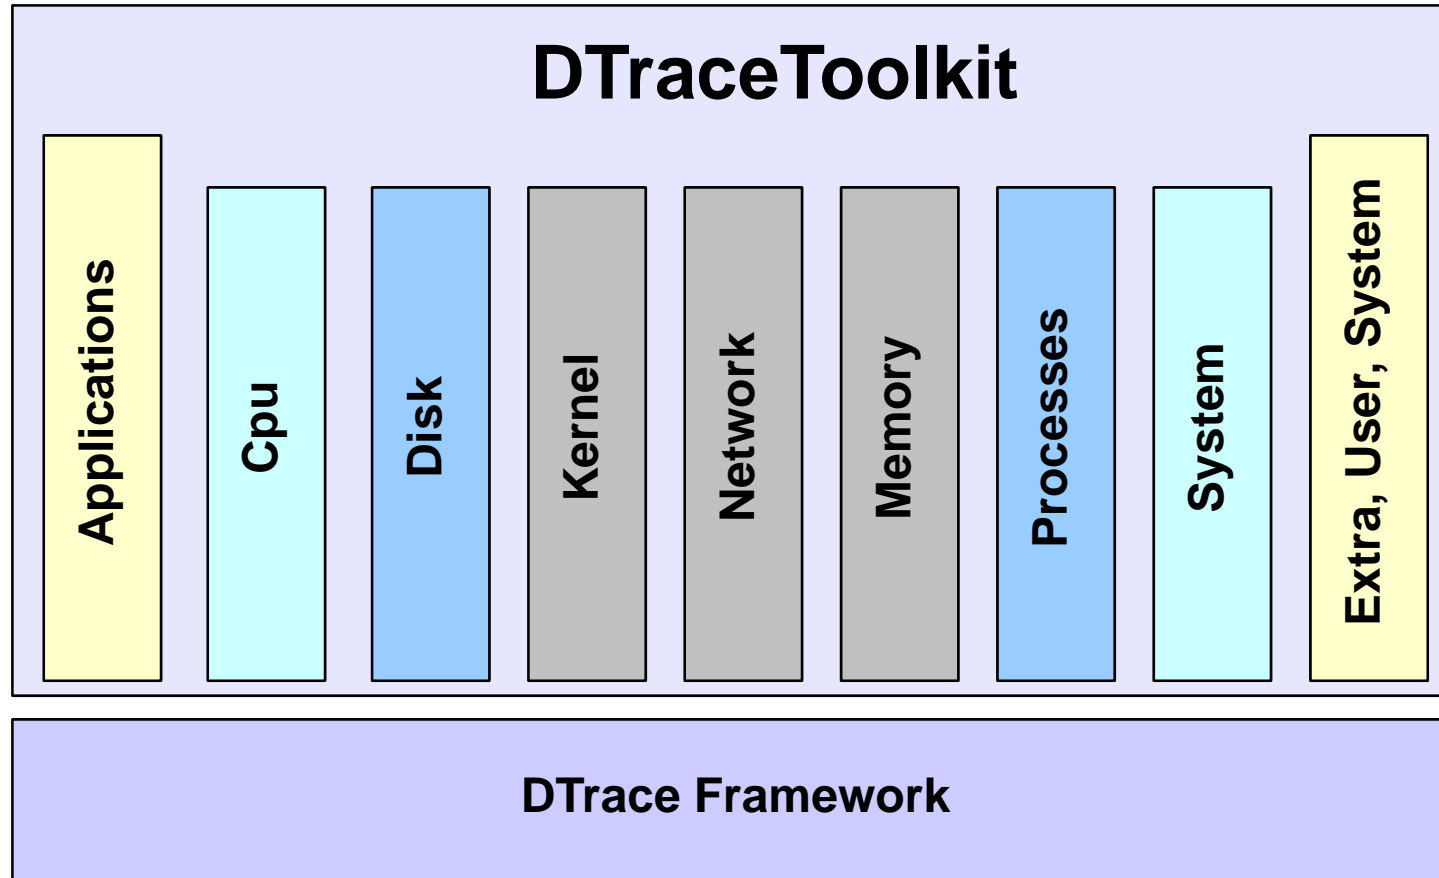 DTraceToolkit
Applications
Cpu
Disk
Kernel
Network
Memory
Processes
System
Extra, User, System
DTrace Framework